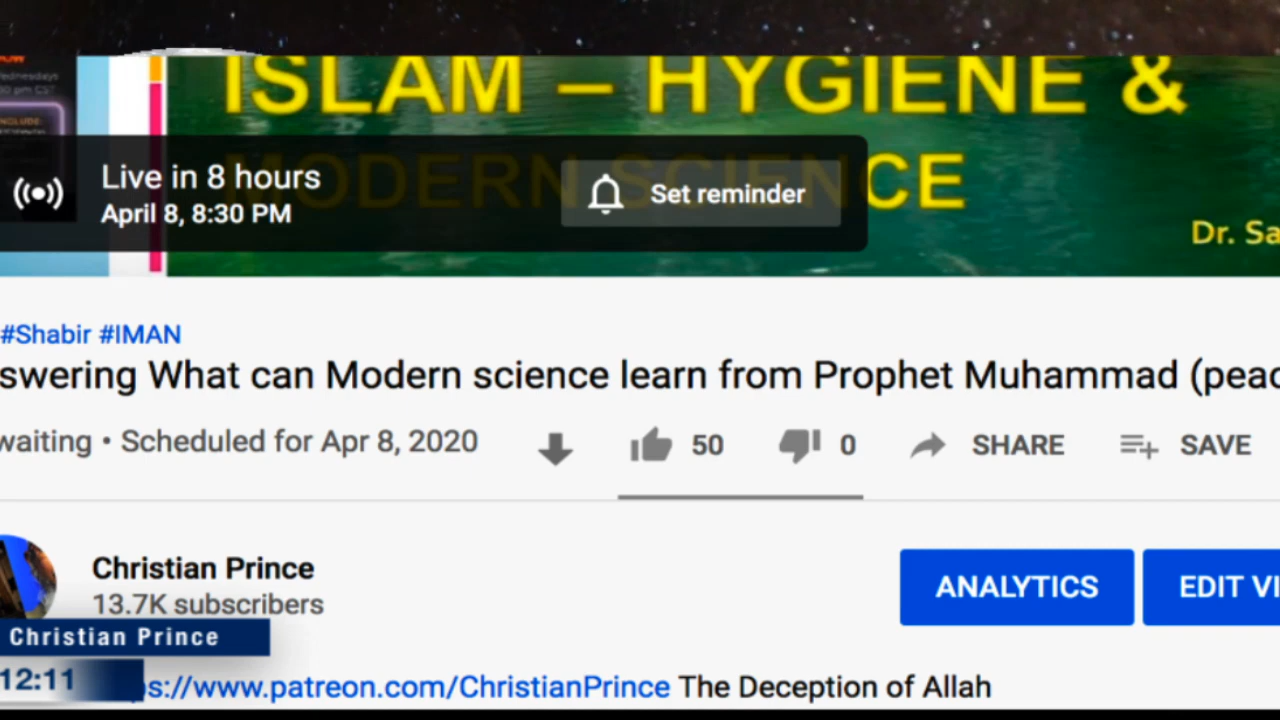 ISLAM – HYGIENE &
MODERN SCIENCE
Live in 8 hours
April 8, 8:30 PM
Set reminder
Dr. Sa
#Shabir #IMAN
swering What can Modern science learn from Prophet Muhammad (peac
waiting • Scheduled for Apr 8, 2020
50
0
SHARE
SAVE
Christian Prince
13.7K subscribers
ANALYTICS
EDIT VI
Christian Prince
12:11
s://www.patreon.com/ChristianPrince The Deception of Allah